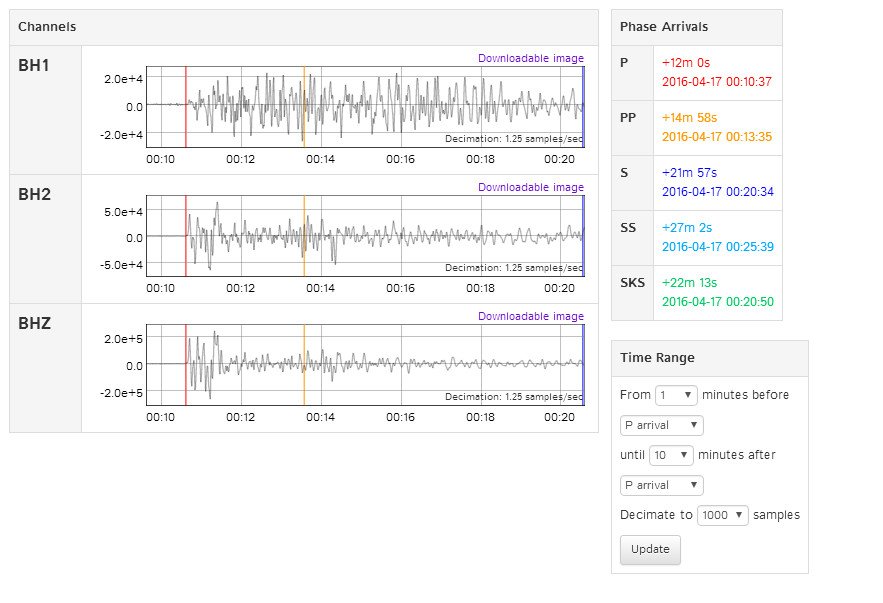 Channels
BH1
Downloadable image
2.0e+4
0.0
-2.0e+4
Decimation: 1.25 samples/sec
00:10 00:12 00:14 00:16 00:18 00:20
BH2
Downloadable image
5.0e+4
0.0
-5.0e+4
Decimation: 1.25 samples/sec
00:10 00:12 00:14 00:16 00:18 00:20
BHZ
Downloadable image
2.0e+5
0.0
-2.0e+5
Decimation: 1.25 samples/sec
00:10 00:12 00:14 00:16 00:18 00:20
Phase Arrivals
P +12m 0s
2016-04-17 00:10:37
PP +14m 58s
2016-04-17 00:13:35
S +21m 57s
2016-04-17 00:20:34
SS +27m 2s
2016-04-17 00:25:39
SKS +22m 13s
2016-04-17 00:20:50
Time Range
From 1 minutes before
P arrival
until 10 minutes after
P arrival
Decimate to 1000 samples
Update